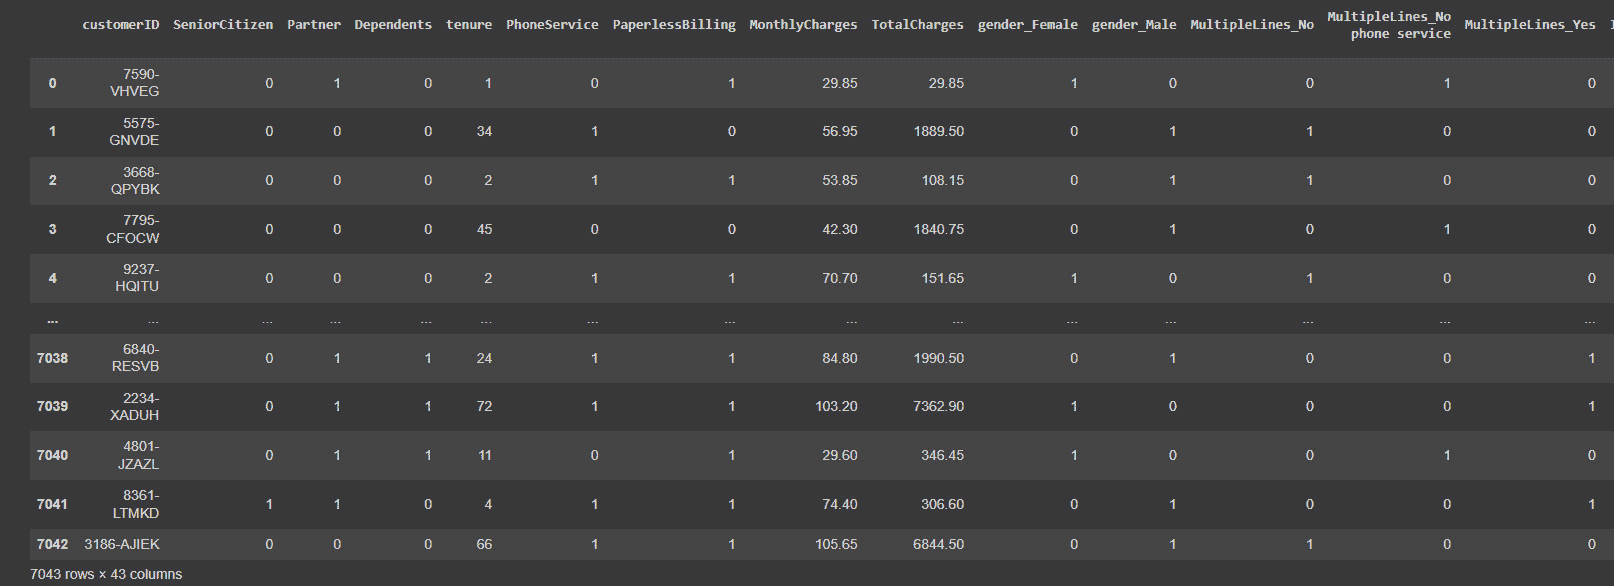 customerID SeniorCitizen Partner Dependents tenure PhoneService PaperlessBilling MonthlyCharges TotalCharges gender_Female gender_Male MultipleLines_No MultipleLines_No phone service MultipleLines_Yes
0 7590-VHVEG 0 1 0 1 0 1 29.85 29.85 1 0 0 1 0
1 5575-GNVDE 0 0 0 34 1 0 56.95 1889.50 0 1 1 0 0
2 3668-QPYBK 0 0 0 2 1 1 53.85 108.15 0 1 1 0 0
3 7795-CFOCW 0 0 0 45 0 0 42.30 1840.75 0 1 0 1 0
4 9237-HQITU 0 0 0 2 1 1 70.70 151.65 1 0 1 0 0
... ... ... ... ... ... ... ... ... ... ... ... ... ... ...
7038 6840-RESVB 0 1 1 24 1 1 84.80 1990.50 0 1 0 0 1
7039 2234-XADUH 0 1 1 72 1 1 103.20 7362.90 1 0 0 0 1
7040 4801-JZAZL 0 1 1 11 0 1 29.60 346.45 1 0 0 1 0
7041 8361-LTMKD 1 1 0 4 1 1 74.40 306.60 0 1 0 0 1
7042 3186-AJIEK 0 0 0 66 1 1 105.65 6844.50 0 1 1 0 0
7043 rows × 43 columns